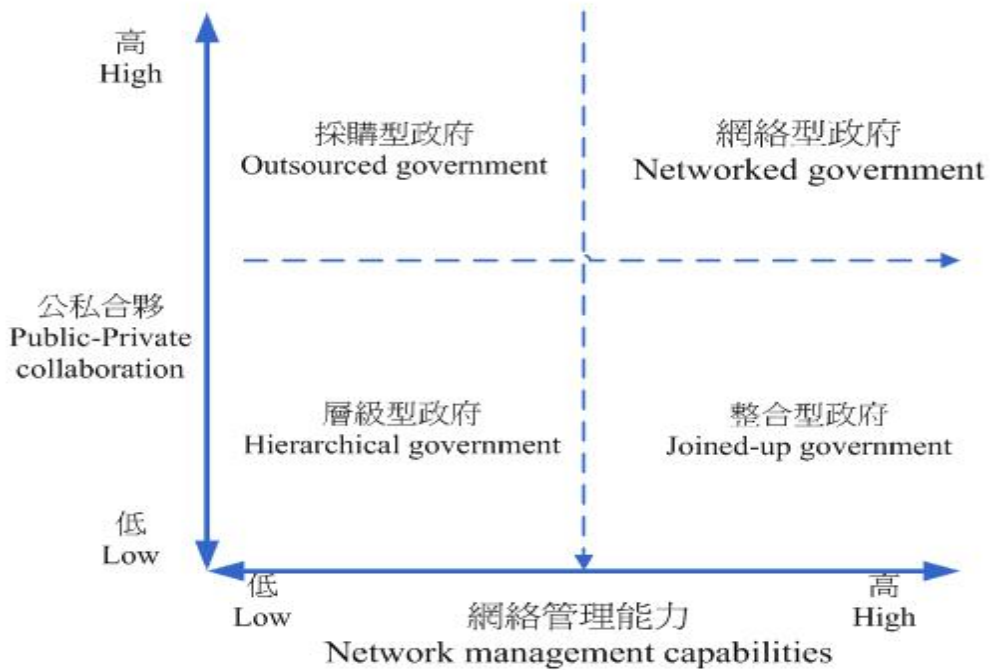 高
High
採購型政府
Outsourced government
網絡型政府
Networked government
公私合夥
Public-Private
collaboration
層級型政府
Hierarchical government
整合型政府
Joined-up government
低
Low
低
Low
高
High
網絡管理能力
Network management capabilities